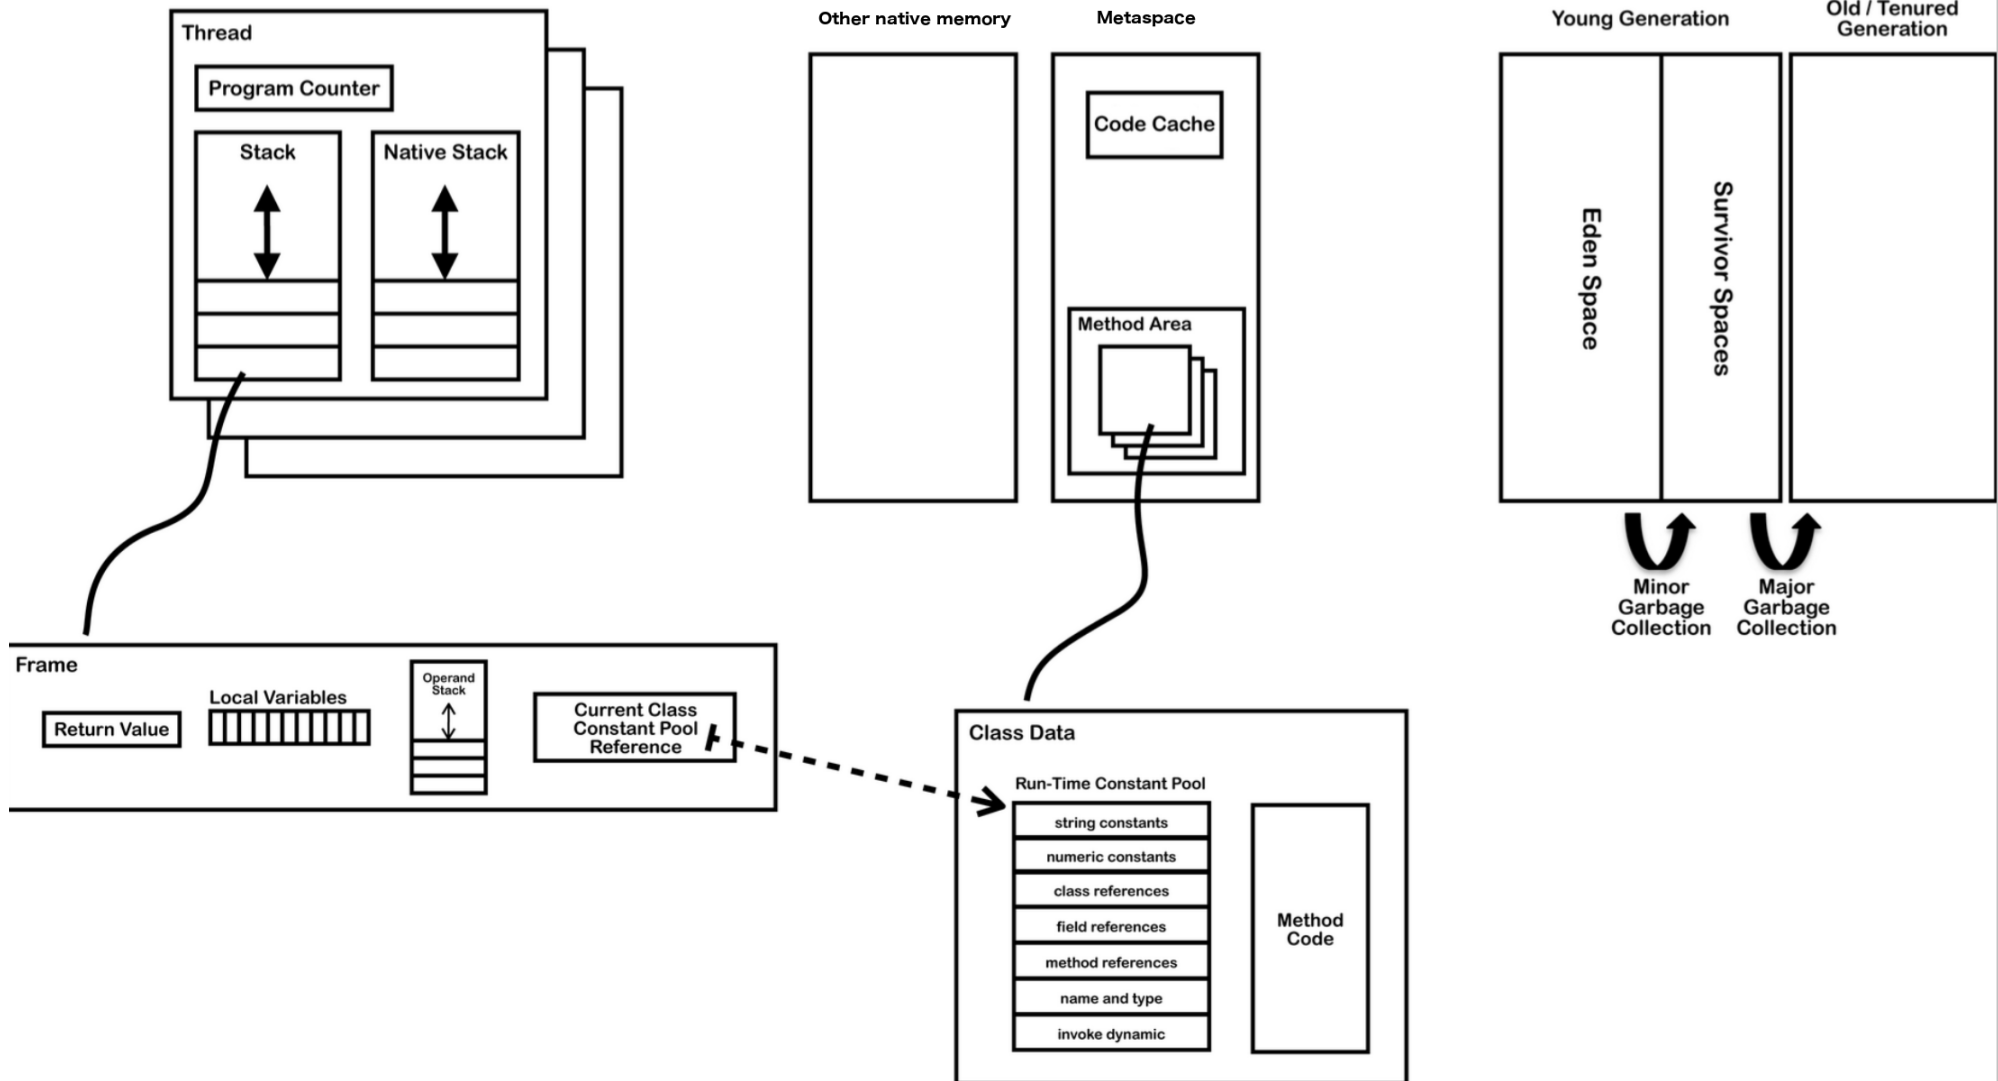 Thread
Program Counter
Stack
Native Stack
Other native memory
Metaspace
Code Cache
Method Area
Young Generation
Old / Tenured
Generation
Eden Space
Survivor Spaces
Minor
Garbage
Collection
Major
Garbage
Collection
Frame
Return Value
Local Variables
Operand
Stack
Current Class
Constant Pool
Reference
Class Data
Run-Time Constant Pool
string constants
numeric constants
class references
field references
method references
name and type
invoke dynamic
Method
Code